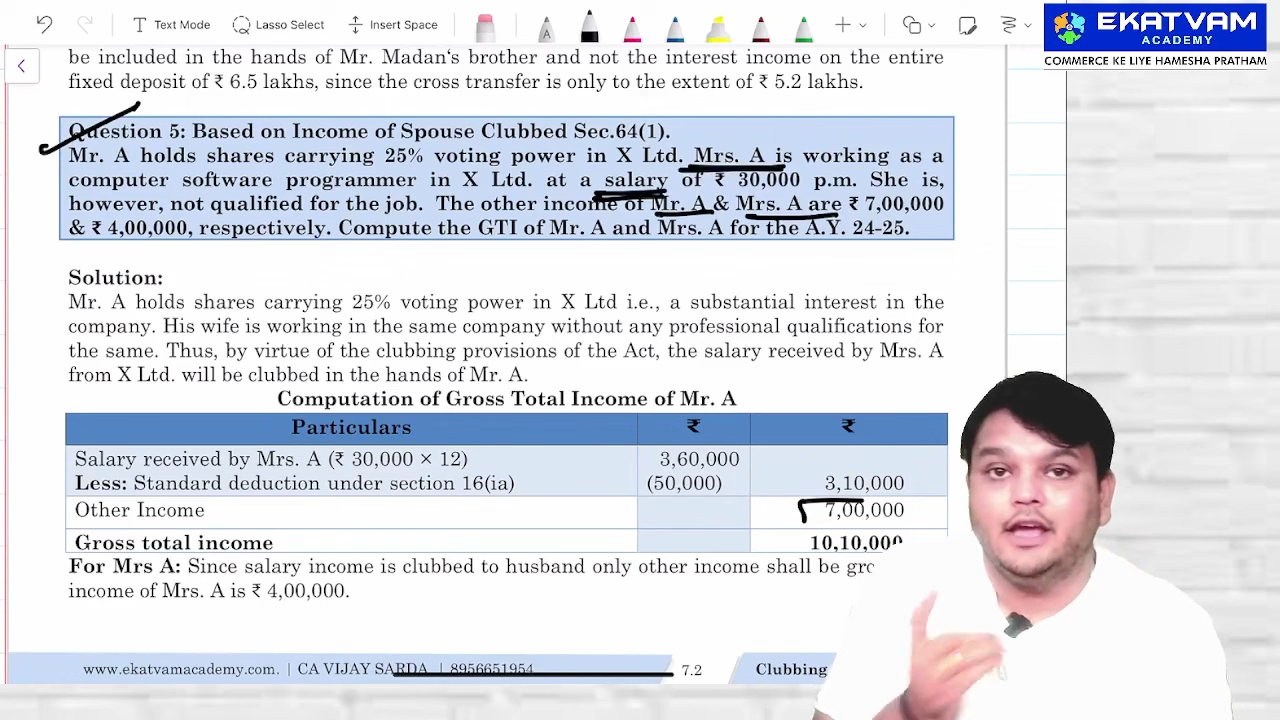 Text Mode
Lasso Select
Insert Space
EKATVAM
ACADEMY
COMMERCE KE LIYE HAMESHA PRATHAM
be included in the hands of Mr. Madan's brother and not the interest income on the entire
fixed deposit of ₹ 6.5 lakhs, since the cross transfer is only to the extent of ₹ 5.2 lakhs.
Question 5: Based on Income of Spouse Clubbed Sec.64(1).
Mr. A holds shares carrying 25% voting power in X Ltd. Mrs. A is working as a
computer software programmer in X Ltd. at a salary of ₹ 30,000 p.m. She is,
however, not qualified for the job. The other income of Mr. A & Mrs. A are ₹ 7,00,000
& ₹ 4,00,000, respectively. Compute the GTI of Mr. A and Mrs. A for the A.Y. 24-25.
Solution:
Mr. A holds shares carrying 25% voting power in X Ltd i.e., a substantial interest in the
company. His wife is working in the same company without any professional qualifications for
the same. Thus, by virtue of the clubbing provisions of the Act, the salary received by Mrs. A
from X Ltd. will be clubbed in the hands of Mr. A.
Computation of Gross Total Income of Mr. A
Particulars ₹ ₹
Salary received by Mrs. A (₹ 30,000 × 12) 3,60,000
Less: Standard deduction under section 16(ia) (50,000) 3,10,000
Other Income 7,00,000
Gross total income 10,10,000
For Mrs A: Since salary income is clubbed to husband only other income shall be
income of Mrs. A is ₹ 4,00,000.
www.ekatvamacademy.com. | CA VIJAY SARDA | 8956651954 7.2 Clubbing